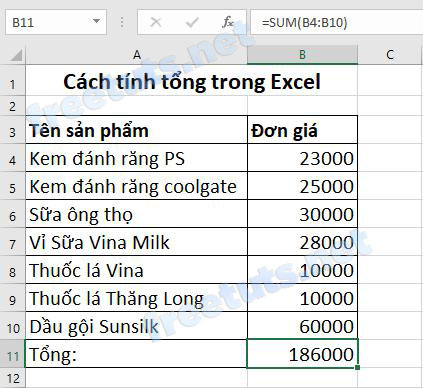 B11 =SUM(B4:B10)
A B C
1 Cách tính tổng trong Excel
2
3 Tên sản phẩm Đơn giá
4 Kem đánh răng PS 23000
5 Kem đánh răng coolgate 25000
6 Sữa ông thọ 30000
7 Vỉ Sữa Vina Milk 28000
8 Thuốc lá Vina 10000
9 Thuốc lá Thăng Long 10000
10 Dầu gội Sunsilk 60000
11 Tổng: 186000
12
freetuts.net
freetuts.net